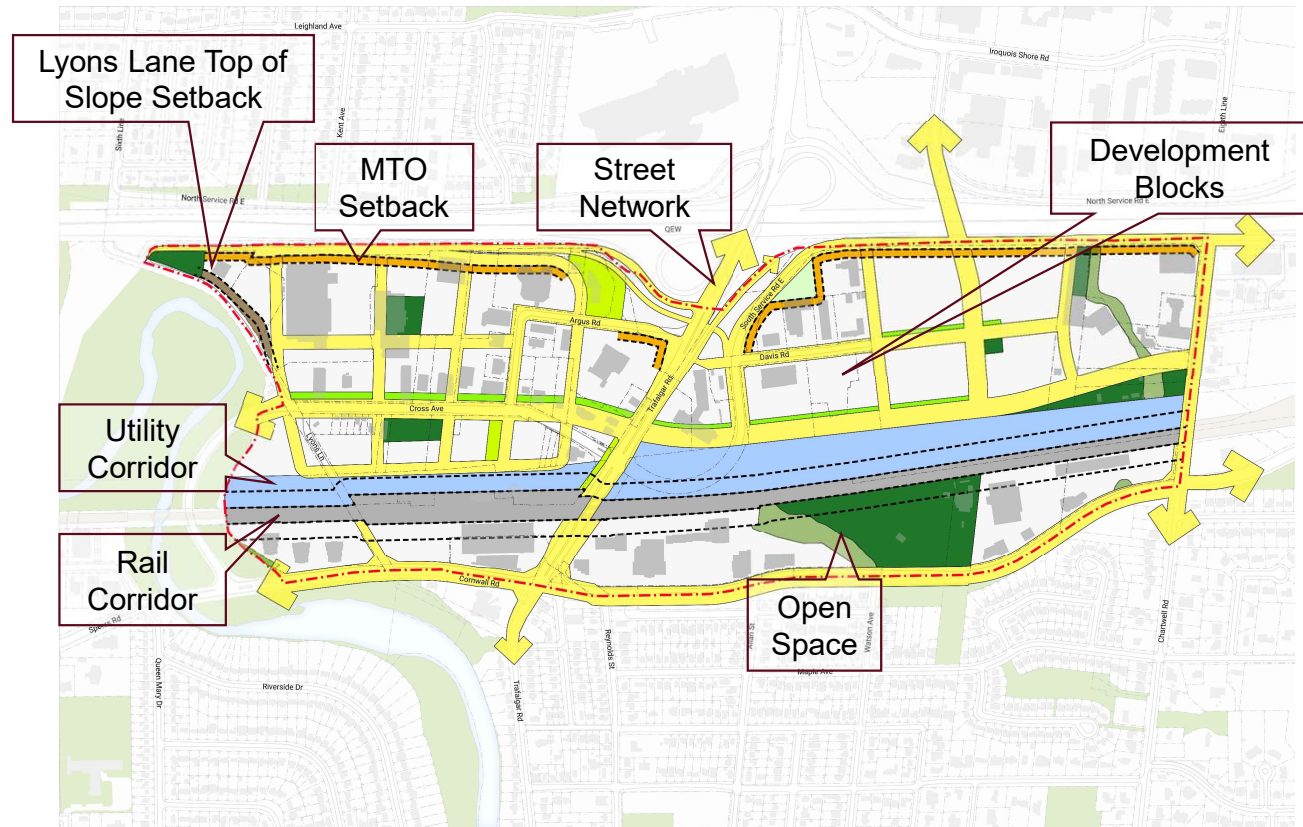 Leighland Ave
Iroquois Shore Rd
Lyons Lane Top of
Slope Setback
Sixth Line
Kent Ave
Eighth Line
MTO
Setback
Street
Network
Development
Blocks
North Service Rd E
North Service Rd E
QEW
South Service Rd E
Argus Rd
Davis Rd
Trafalgar Rd
Cross Ave
Lyons Ln
Utility
Corridor
Rail
Corridor
Cornwall Rd
Open
Space
Speers Rd
Reynolds St
Allan St
Watson Ave
Chartwell Rd
Maple Ave
Queen Mary Dr
Riverside Dr
Trafalgar Rd